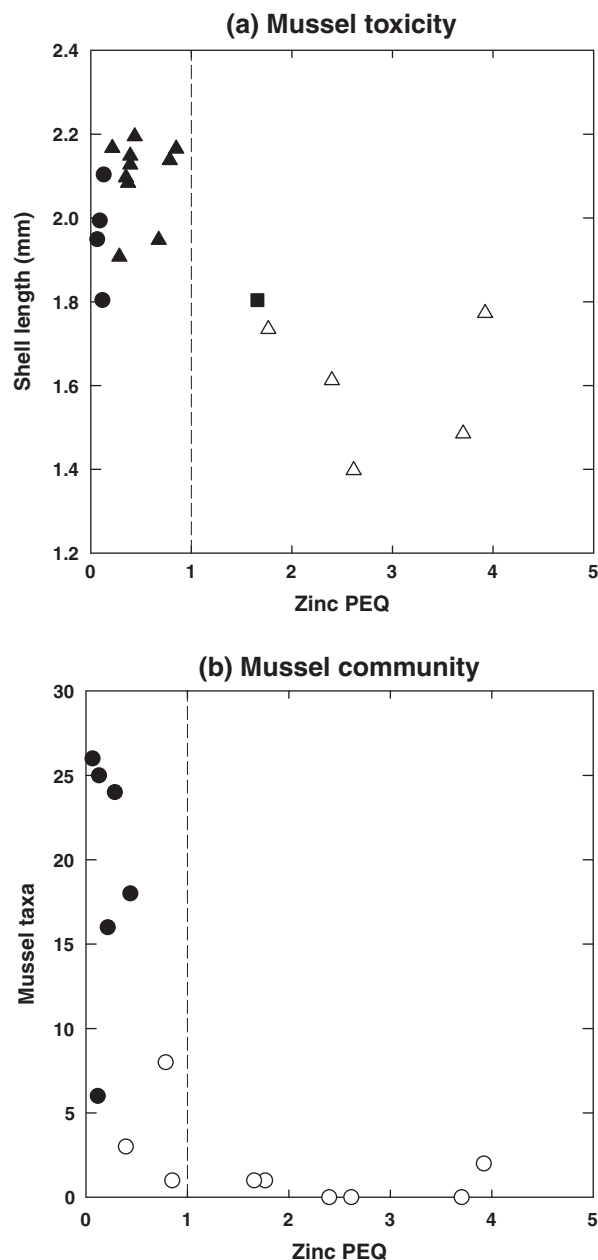 (a) Mussel toxicity
2.4
2.2
2.0
1.8
1.6
1.4
1.2
Shell length (mm)
0 1 2 3 4 5
Zinc PEQ
(b) Mussel community
30
25
20
15
10
5
0
Mussel taxa
0 1 2 3 4 5
Zinc PEQ